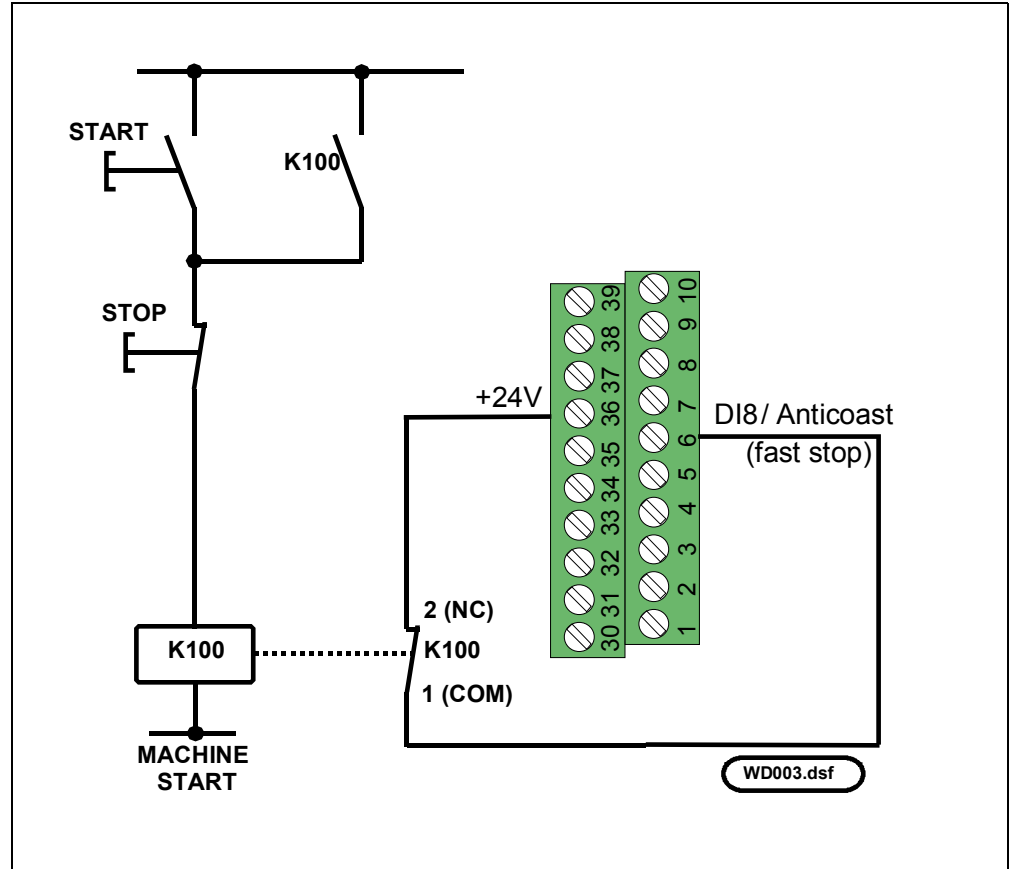 START
K100
STOP
+24V
39
38
37
36
35
34
33
32
31
30
10
9
8
7
6
5
4
3
2
1
DI8/ Anticoast
(fast stop)
2 (NC)
K100
K100
1 (COM)
MACHINE
START
WD003.dsf